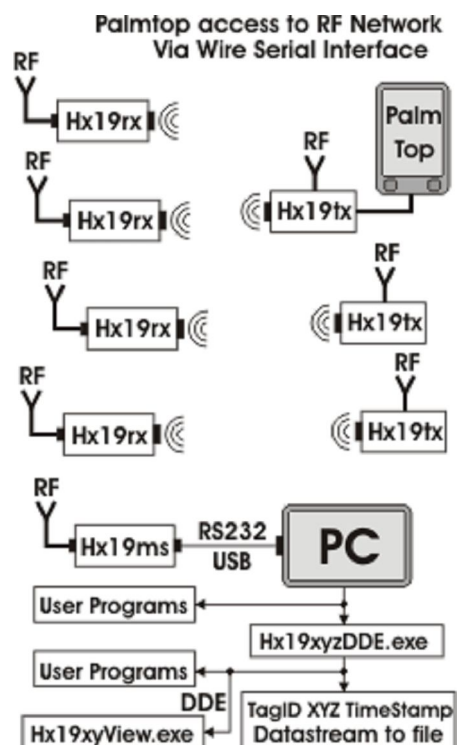 Palmtop access to RF Network
Via Wire Serial Interface
RF
Hx19rx
Palm
Top
RF
Hx19tx
RF
Hx19rx
RF
Hx19tx
RF
Hx19rx
RF
Hx19tx
RF
Hx19rx
RF
Hx19ms
RS232
USB
PC
User Programs
Hx19xyzDDE.exe
User Programs
DDE
TagID XYZ TimeStamp
Datastream to file
Hx19xyView.exe